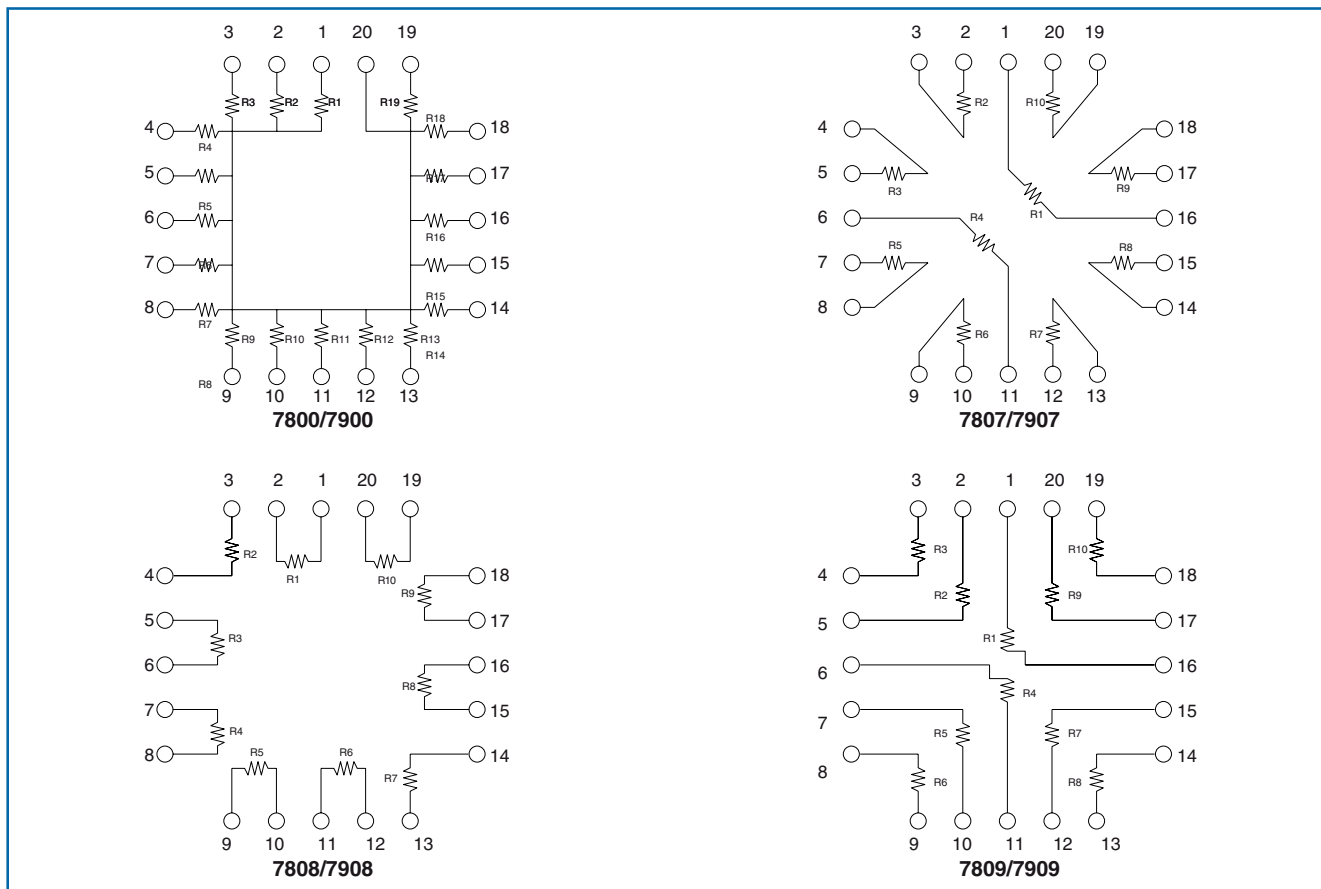 3 2 1 20 19
R3 R2 R1 R19
R18
4 18
R4
5 17
R17
R5
6 16
R16
7 15
R6
R15
8 14
R7
R9 R10 R11 R12 R13
R14
R8
9 10 11 12 13
7800/7900
3 2 1 20 19
R2 R10
4 18
5 17
R3 R9
6 R4 R1 16
R5 R8
7 15
8 14
R6 R7
9 10 11 12 13
7807/7907
3 2 1 20 19
R2
R1 R10
4 18
R9
5 17
R3
6 16
R8
7 15
R4
8 14
R5 R6
R7
9 10 11 12 13
7808/7908
3 2 1 20 19
R3 R10
4 18
R2 R9
5 17
R1
6 16
R4
7 15
R5 R7
8 14
R6 R8
9 10 11 12 13
7809/7909